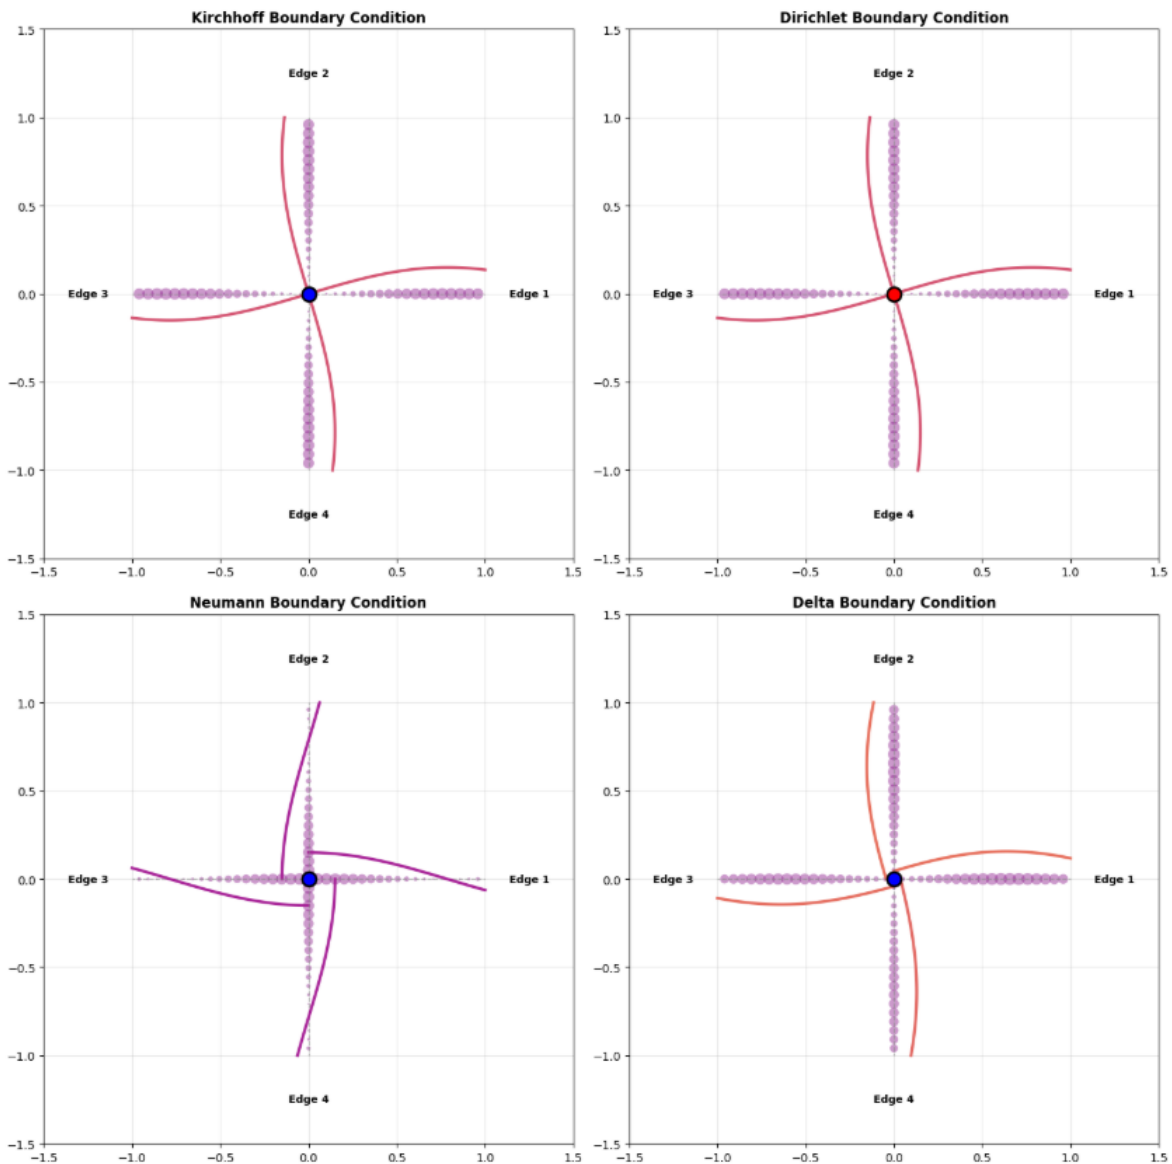 Kirchhoff Boundary Condition
1.5
1.0
0.5
0.0
−0.5
−1.0
−1.5
Edge 2
Edge 3
Edge 1
Edge 4
−1.5 −1.0 −0.5 0.0 0.5 1.0 1.5
Dirichlet Boundary Condition
1.5
1.0
0.5
0.0
−0.5
−1.0
−1.5
Edge 2
Edge 3
Edge 1
Edge 4
−1.5 −1.0 −0.5 0.0 0.5 1.0 1.5
Neumann Boundary Condition
1.5
1.0
0.5
0.0
−0.5
−1.0
−1.5
Edge 2
Edge 3
Edge 1
Edge 4
−1.5 −1.0 −0.5 0.0 0.5 1.0 1.5
Delta Boundary Condition
1.5
1.0
0.5
0.0
−0.5
−1.0
−1.5
Edge 2
Edge 3
Edge 1
Edge 4
−1.5 −1.0 −0.5 0.0 0.5 1.0 1.5